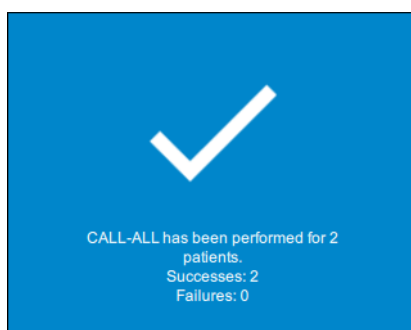 CALL-ALL has been performed for 2
patients.
Successes: 2
Failures: 0